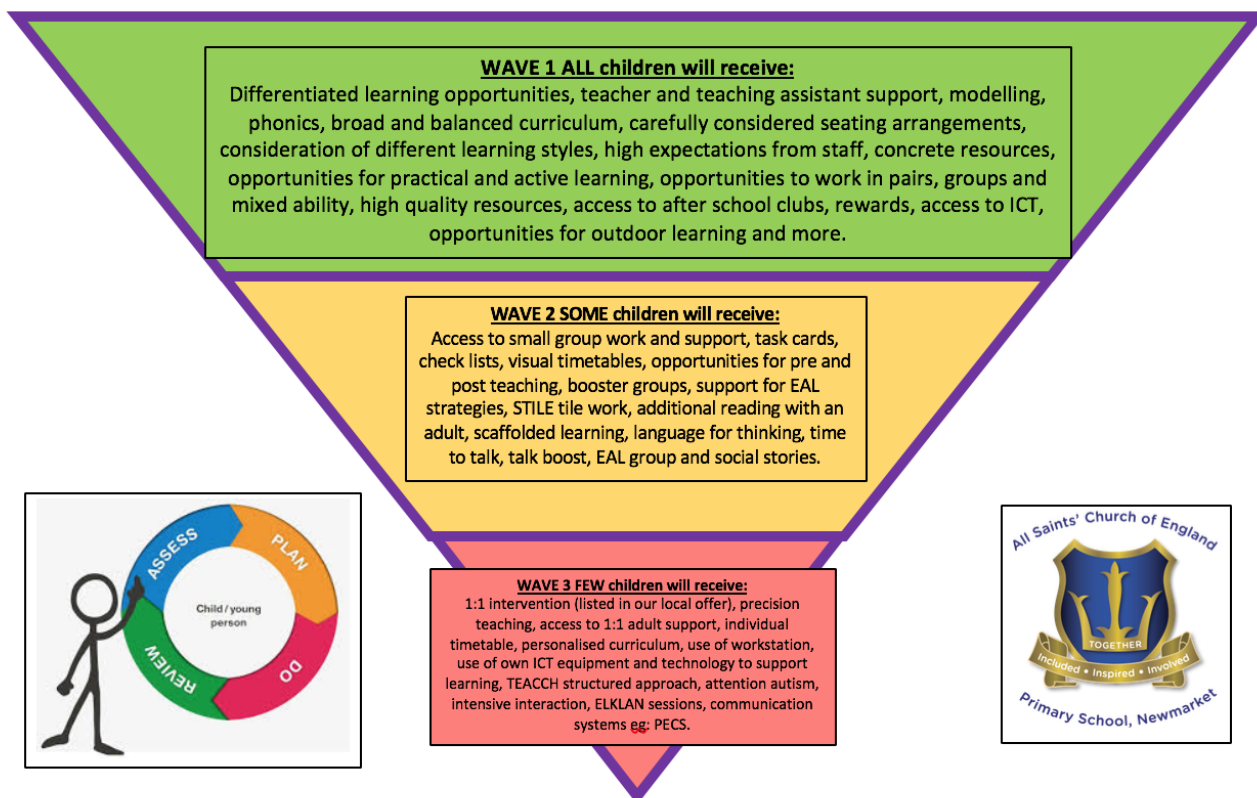 WAVE 1 ALL children will receive:
Differentiated learning opportunities, teacher and teaching assistant support, modelling,
phonics, broad and balanced curriculum, carefully considered seating arrangements,
consideration of different learning styles, high expectations from staff, concrete resources,
opportunities for practical and active learning, opportunities to work in pairs, groups and
mixed ability, high quality resources, access to after school clubs, rewards, access to ICT,
opportunities for outdoor learning and more.
WAVE 2 SOME children will receive:
Access to small group work and support, task cards,
check lists, visual timetables, opportunities for pre and
post teaching, booster groups, support for EAL
strategies, STILE tile work, additional reading with an
adult, scaffolded learning, language for thinking, time
to talk, talk boost, EAL group and social stories.
WAVE 3 FEW children will receive:
1:1 intervention (listed in our local offer), precision
teaching, access to 1:1 adult support, individual
timetable, personalised curriculum, use of workstation,
use of own ICT equipment and technology to support
learning, TEACCH structured approach, attention autism,
intensive interaction, ELKLAN sessions, communication
systems eg: PECS.
ASSESS
PLAN
DO
REVIEW
Child / young
person
All Saints' Church of England
TOGETHER
Included • Inspired • Involved
Primary School, Newmarket